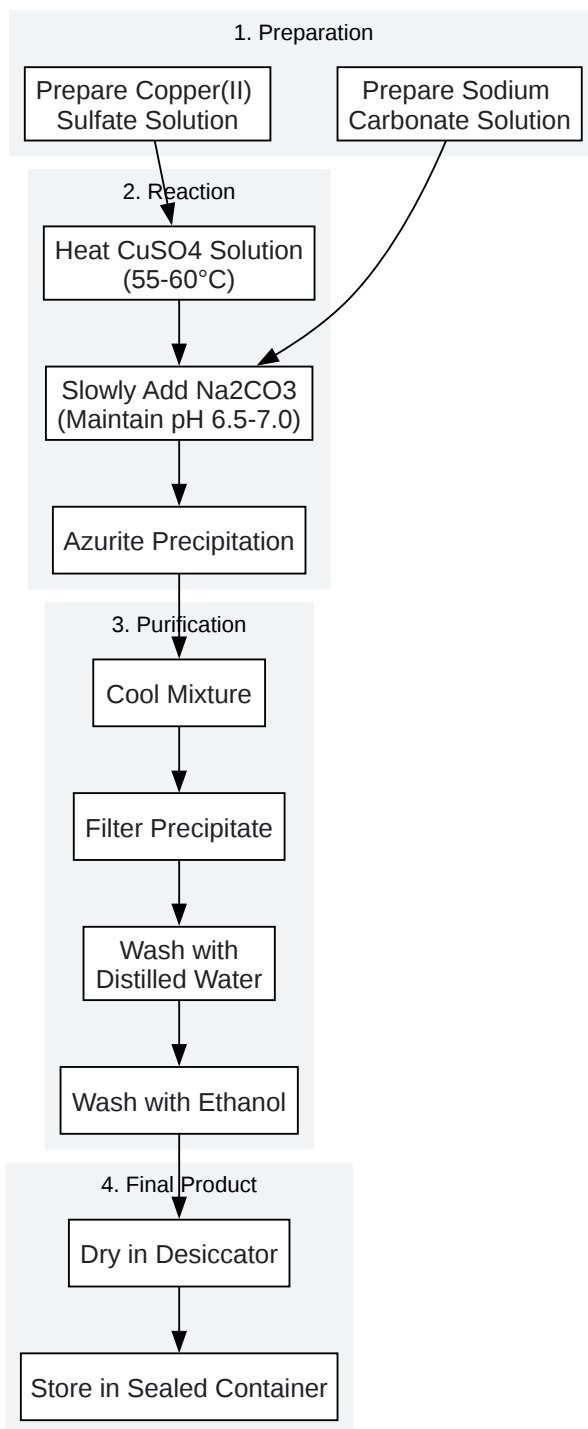 1. Preparation
Prepare Copper(II)
Sulfate Solution
Prepare Sodium
Carbonate Solution
2. Reaction
Heat CuSO4 Solution
(55-60°C)
Slowly Add Na2CO3
(Maintain pH 6.5-7.0)
Azurite Precipitation
3. Purification
Cool Mixture
Filter Precipitate
Wash with
Distilled Water
Wash with Ethanol
4. Final Product
Dry in Desiccator
Store in Sealed Container